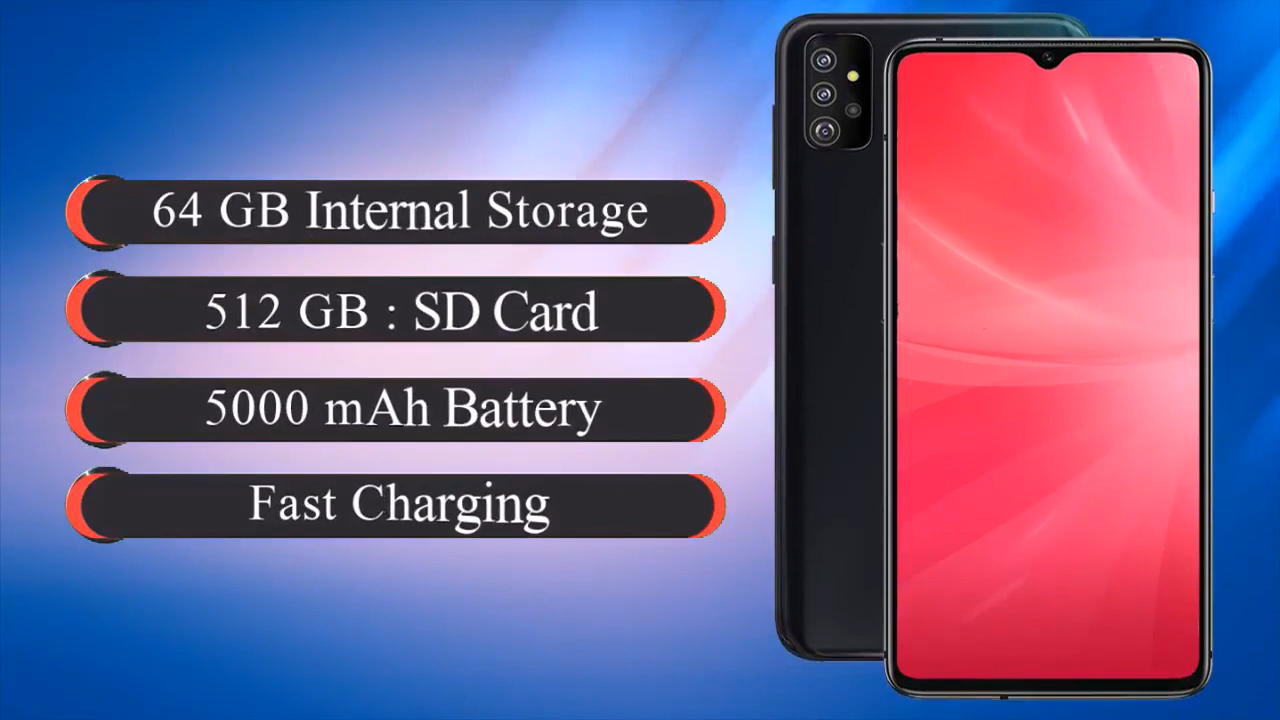 64 GB Internal Storage
512 GB : SD Card
5000 mAh Battery
Fast Charging